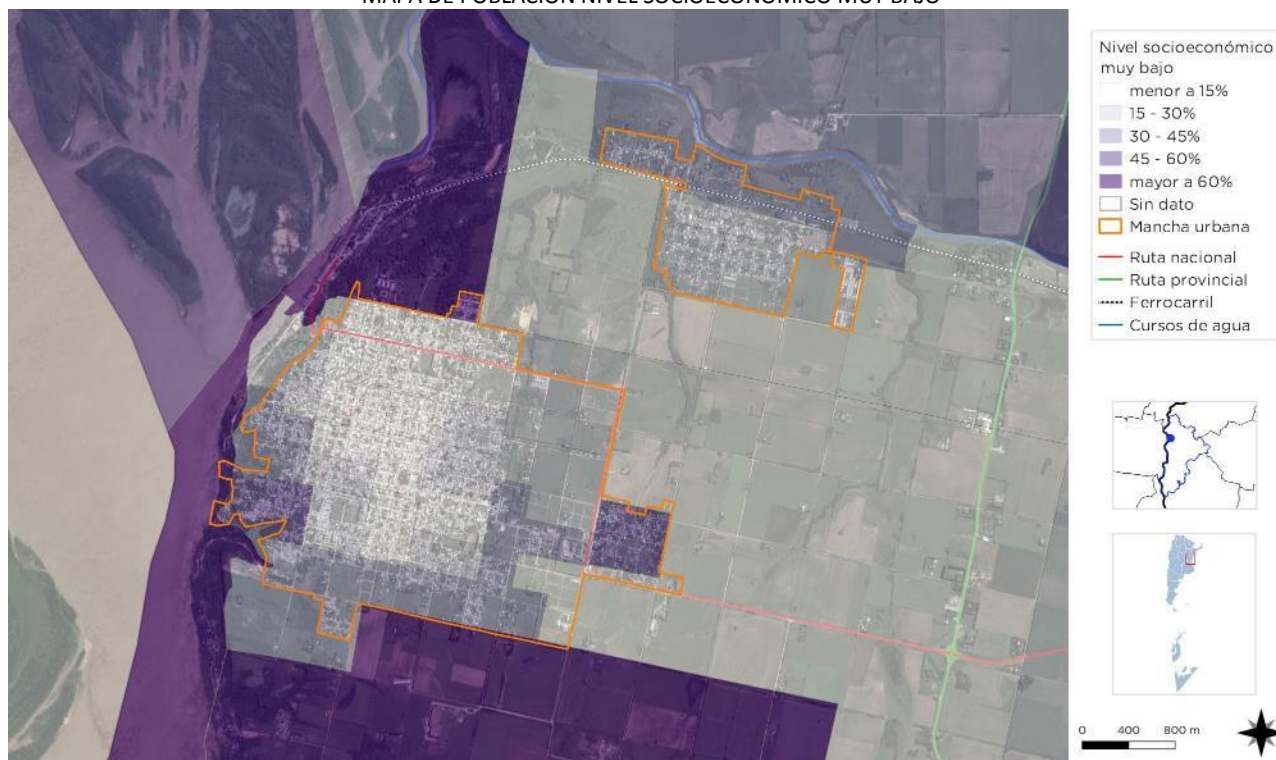 MAPA DE POBLACIÓN NIVEL SOCIOECONÓMICO MUY BAJO
Nivel socioeconómico
muy bajo
menor a 15%
15 - 30%
30 - 45%
45 - 60%
mayor a 60%
Sin dato
Mancha urbana
Ruta nacional
Ruta provincial
Ferrocarril
Cursos de agua
0 400 800 m